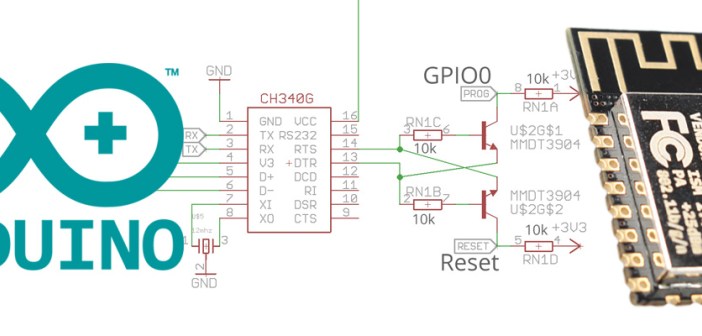 ™
DUINO
GND
CH340G
1 GND VCC 16
2 TX RS232 15
3 RX RTS 14
4 V3 +DTR 13
5 D+ DCD 12
6 D- RI 11
7 XI DSR 10
8 XO CTS 9
RX
TX
1 3
2
GND
GPIO0
PROG 8 10k 1 +3V
RN1A
RN1C
3 6
10k
U$2G$1
MMDT3904
RN1B
2 7
10k
MMDT3904
U$2G$2
RESET 5 10k 4 +3V3
Reset
RN1D
FC
ISM
PA
802.11b/g/n